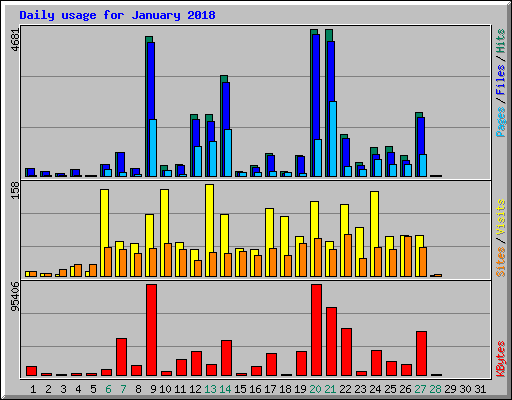 Daily usage for January 2018
4681
Pages / Files / Hits
158
Sites / Visits
95406
KBytes
1 2 3 4 5 6 7 8 9 10 11 12 13 14 15 16 17 18 19 20 21 22 23 24 25 26 27 28 29 30 31